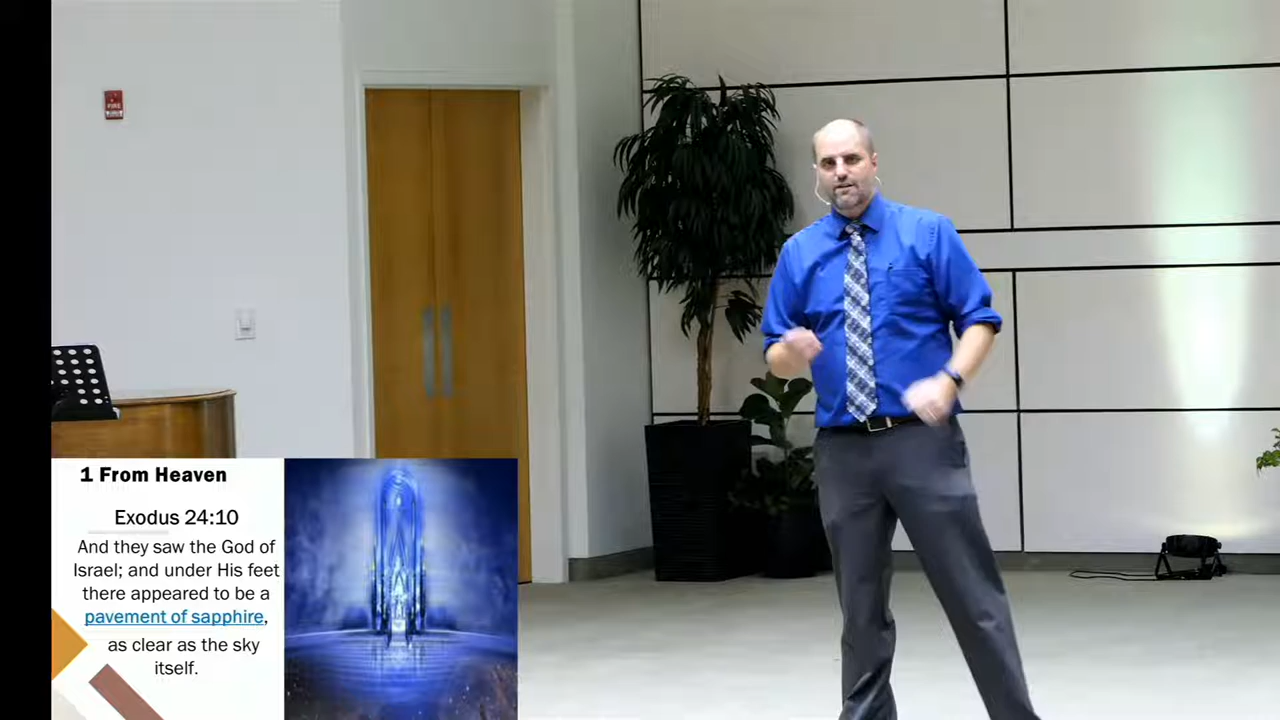 FIRE
1 From Heaven
Exodus 24:10
And they saw the God of
Israel; and under His feet
there appeared to be a
pavement of sapphire,
as clear as the sky
itself.